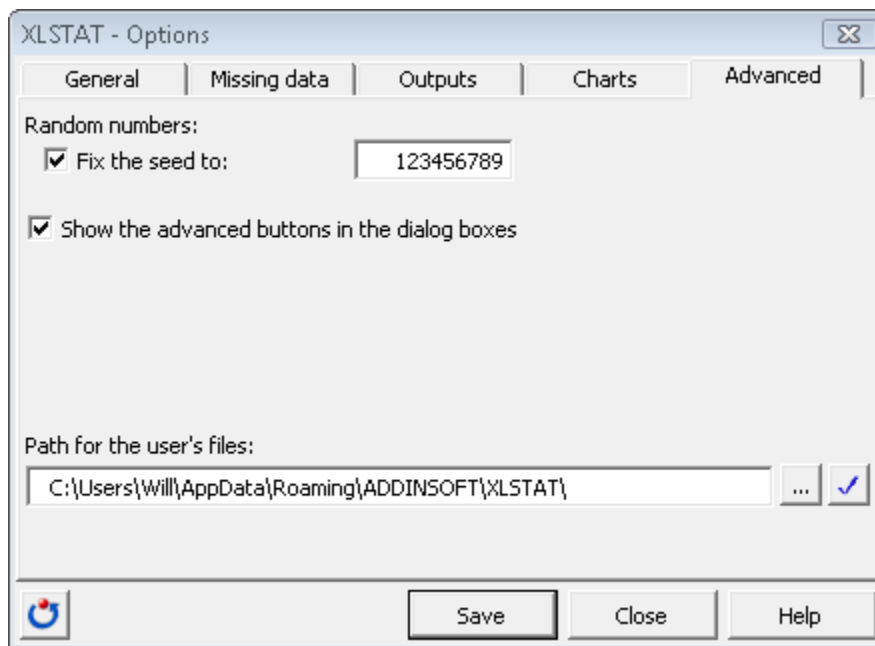 XLSTAT - Options
General Missing data Outputs Charts Advanced
Random numbers:
Fix the seed to: 123456789
Show the advanced buttons in the dialog boxes
Path for the user's files:
C:\Users\Will\AppData\Roaming\ADDINSOFT\XLSTAT\ ...
Save Close Help